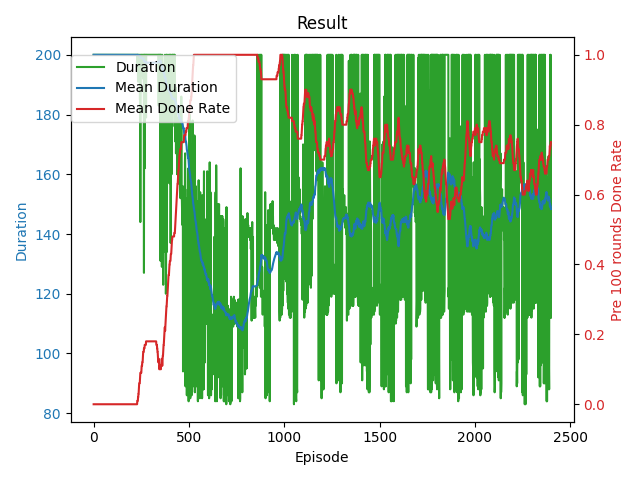 Result
Duration
Mean Duration
Mean Done Rate
200
180
160
140
120
100
80
Duration
1.0
0.8
0.6
0.4
0.2
0.0
Pre 100 rounds Done Rate
0
500
1000
1500
2000
2500
Episode